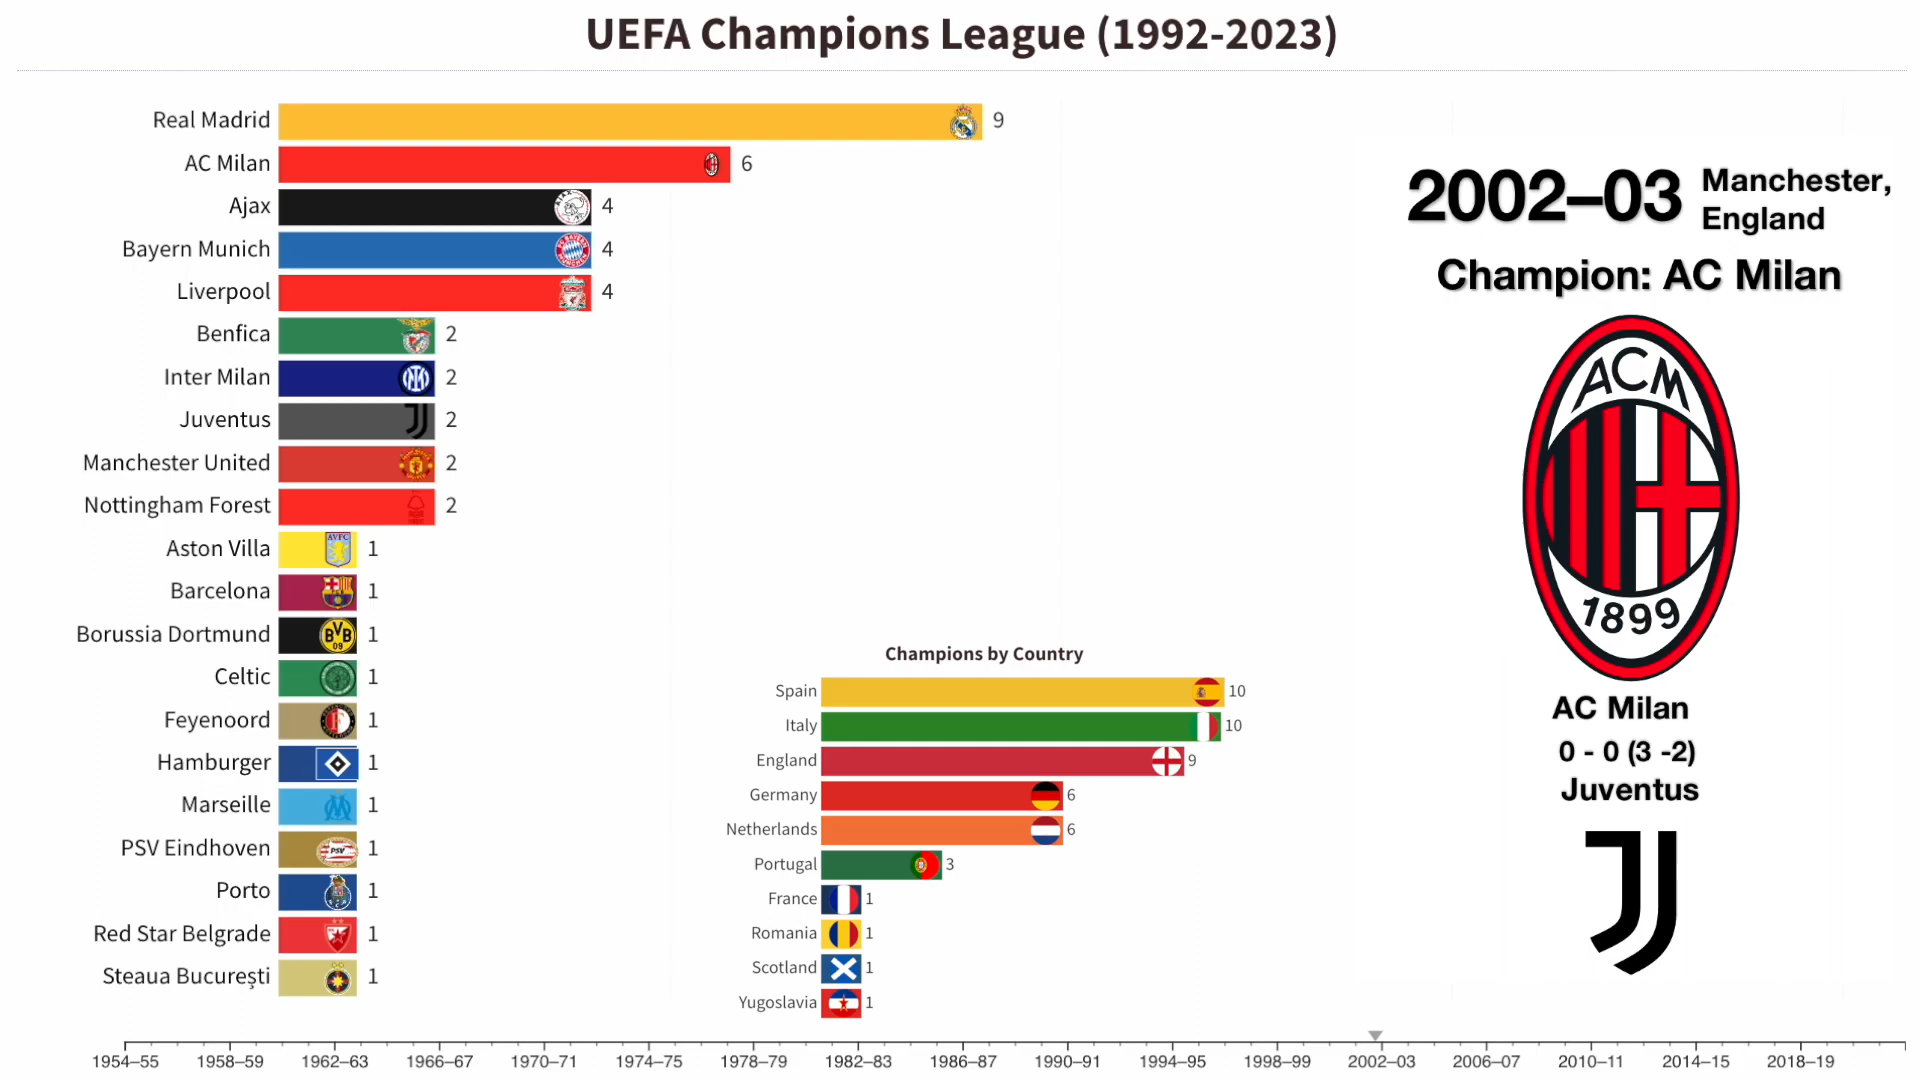 UEFA Champions League (1992-2023)
Real Madrid 9
AC Milan 6
Ajax 4
Bayern Munich 4
Liverpool 4
Benfica 2
Inter Milan 2
Juventus 2
Manchester United 2
Nottingham Forest 2
Aston Villa 1
Barcelona 1
Borussia Dortmund 1
Celtic 1
Feyenoord 1
Hamburger 1
Marseille 1
PSV Eindhoven 1
Porto 1
Red Star Belgrade 1
Steaua București 1
AVFC
BVB
09
PSV
Champions by Country
Spain 10
Italy 10
England 9
Germany 6
Netherlands 6
Portugal 3
France 1
Romania 1
Scotland 1
Yugoslavia 1
2002–03
Manchester,
England
Champion: AC Milan
ACM
1899
AC Milan
0 - 0 (3 -2)
Juventus
1954–55 1958–59 1962–63 1966–67 1970–71 1974–75 1978–79 1982–83 1986–87 1990–91 1994–95 1998–99 2002–03 2006–07 2010–11 2014–15 2018–19